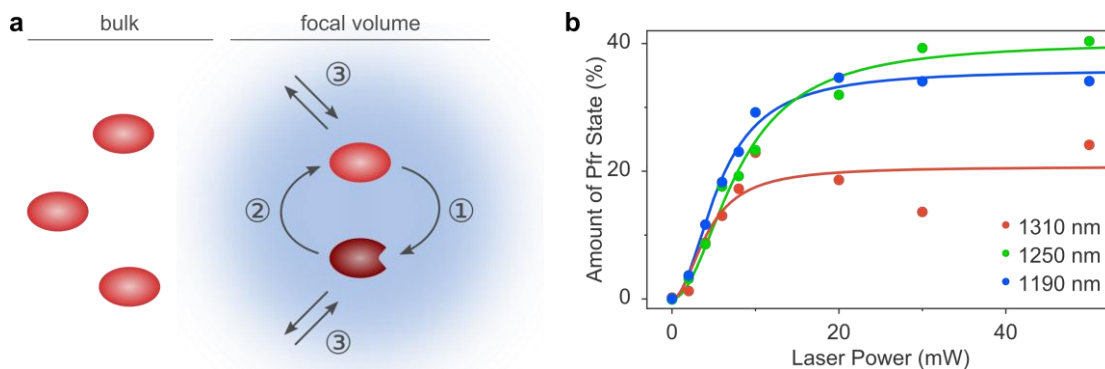 a
bulk
focal volume
③
②
①
③
b
Amount of Pfr State (%)
40
20
0
1310 nm
1250 nm
1190 nm
0
20
40
Laser Power (mW)